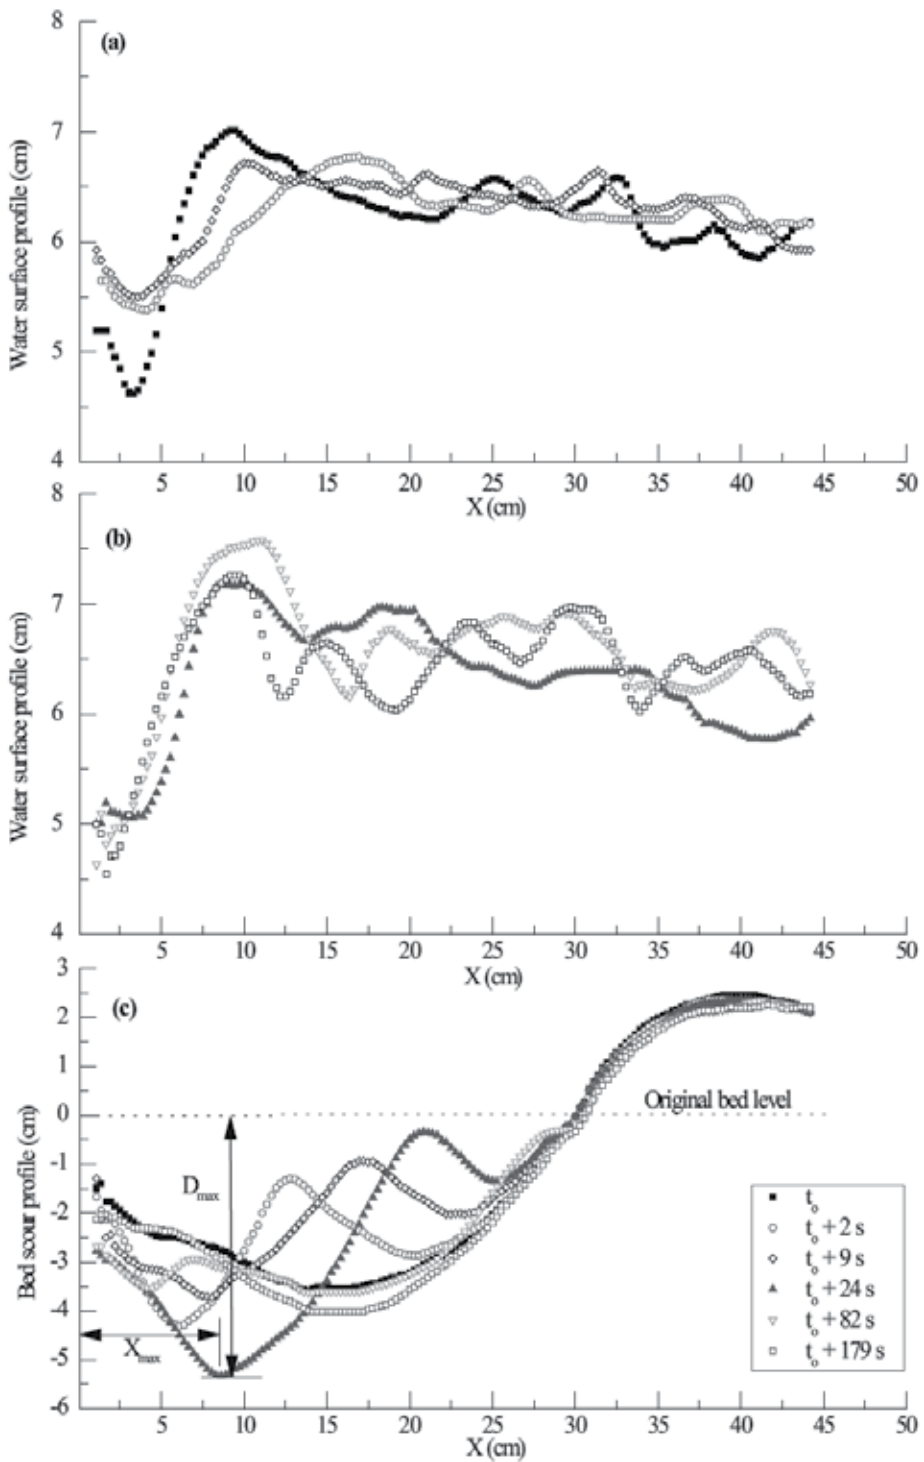 8
(a)
7
6
5
4
Water surface profile (cm)
5 10 15 20 25 30 35 40 45 50
X (cm)
8
(b)
7
6
5
4
Water surface profile (cm)
5 10 15 20 25 30 35 40 45 50
X (cm)
3
(c)
2
1
Original bed level
0
-1
Dmax
-2
-3
-4
Xmax
-5
-6
Bed scour profile (cm)
to
to + 2 s
to + 9 s
to + 24 s
to + 82 s
to + 179 s
5 10 15 20 25 30 35 40 45 50
X (cm)